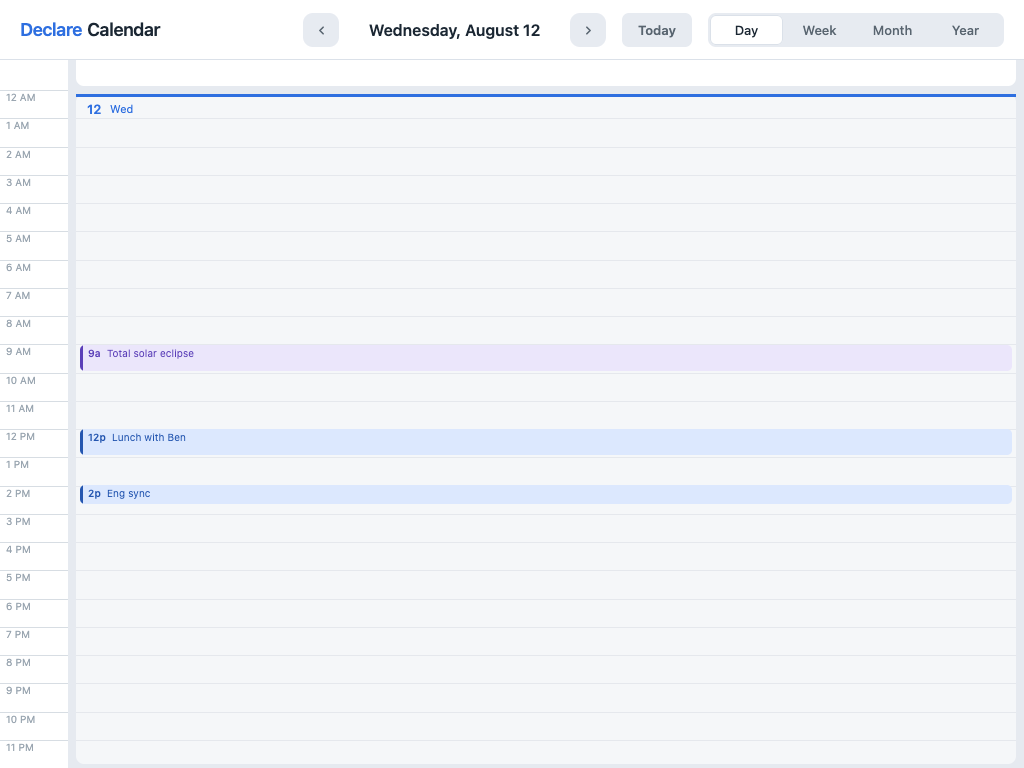 Declare Calendar
‹
Wednesday, August 12
›
Today
Day
Week
Month
Year
12 AM
12 Wed
1 AM
2 AM
3 AM
4 AM
5 AM
6 AM
7 AM
8 AM
9 AM
9a Total solar eclipse
10 AM
11 AM
12 PM
12p Lunch with Ben
1 PM
2 PM
2p Eng sync
3 PM
4 PM
5 PM
6 PM
7 PM
8 PM
9 PM
10 PM
11 PM